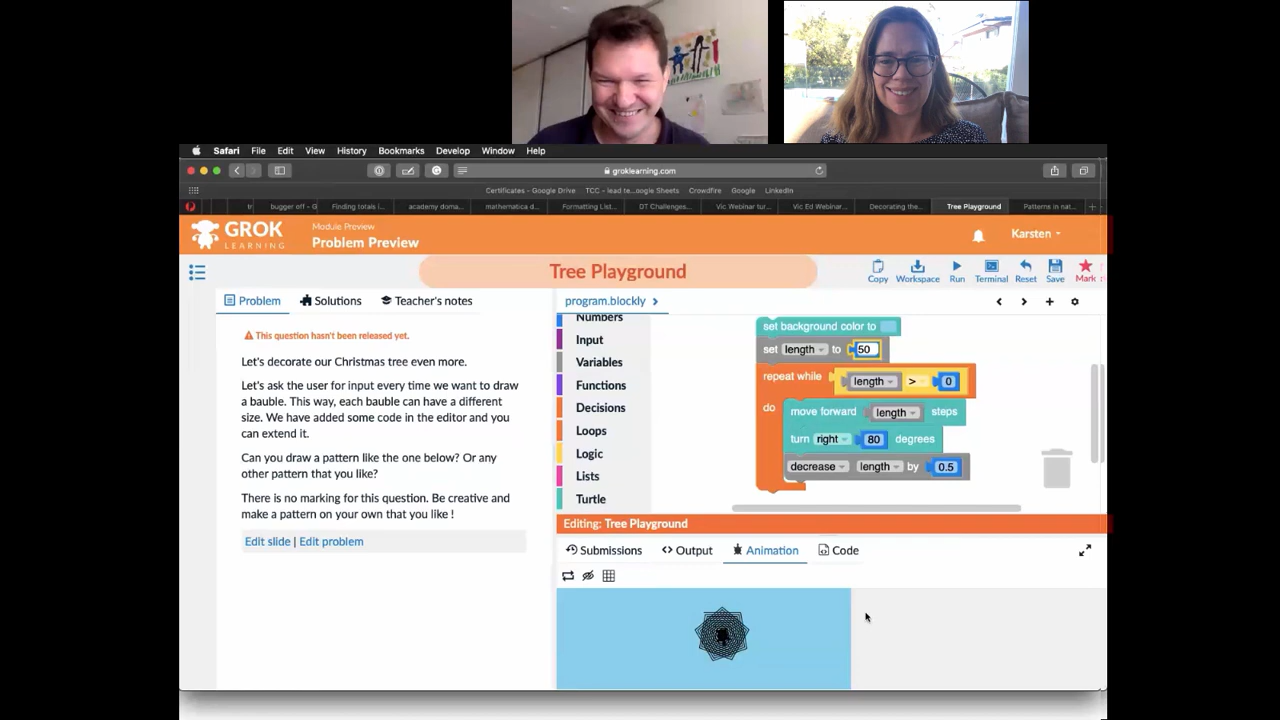 Safari File Edit View History Bookmarks Develop Window Help
groklearning.com
Certificates - Google Drive TCC - lead te...oogle Sheets Crowdfire Google LinkedIn
tr bugger off - G Finding totals i... academy doma... mathematica d... Formatting List... DT Challenges... Vic Webinar tur... Vic Ed Webinar... Decorating the... Tree Playground Patterns in nat...
GROK
LEARNING
Module Preview
Problem Preview
Karsten
Tree Playground
Copy Workspace Run Terminal Reset Save Mark
Problem Solutions Teacher's notes
This question hasn't been released yet.
Let's decorate our Christmas tree even more.
Let's ask the user for input every time we want to draw
a bauble. This way, each bauble can have a different
size. We have added some code in the editor and you
can extend it.
Can you draw a pattern like the one below? Or any
other pattern that you like?
There is no marking for this question. Be creative and
make a pattern on your own that you like !
Edit slide | Edit problem
program.blockly
Numbers
Input
Variables
Functions
Decisions
Loops
Logic
Lists
Turtle
set background color to
set length to 50
repeat while length > 0
do move forward length steps
turn right 80 degrees
decrease length by 0.5
Editing: Tree Playground
Submissions Output Animation Code